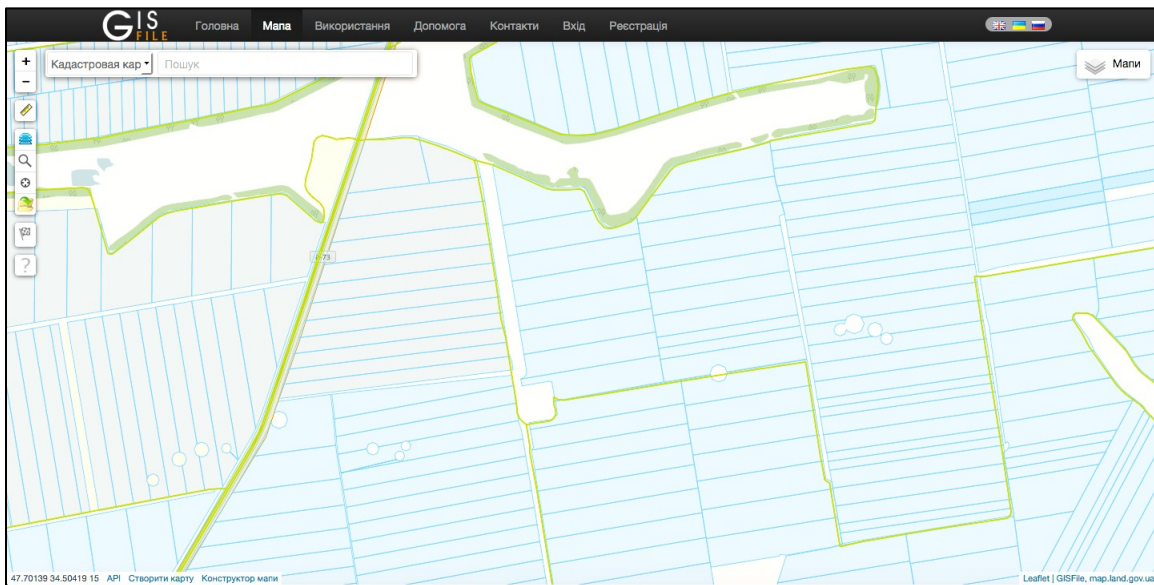 GIS FILE
Головна Мапа Використання Допомога Контакти Вхід Реєстрація
+
Кадастровая кар Пошук
Мапи
−
?
47.70139 34.50419 15 API Створити карту Конструктор мапи
Leaflet | GISFile, map.land.gov.ua